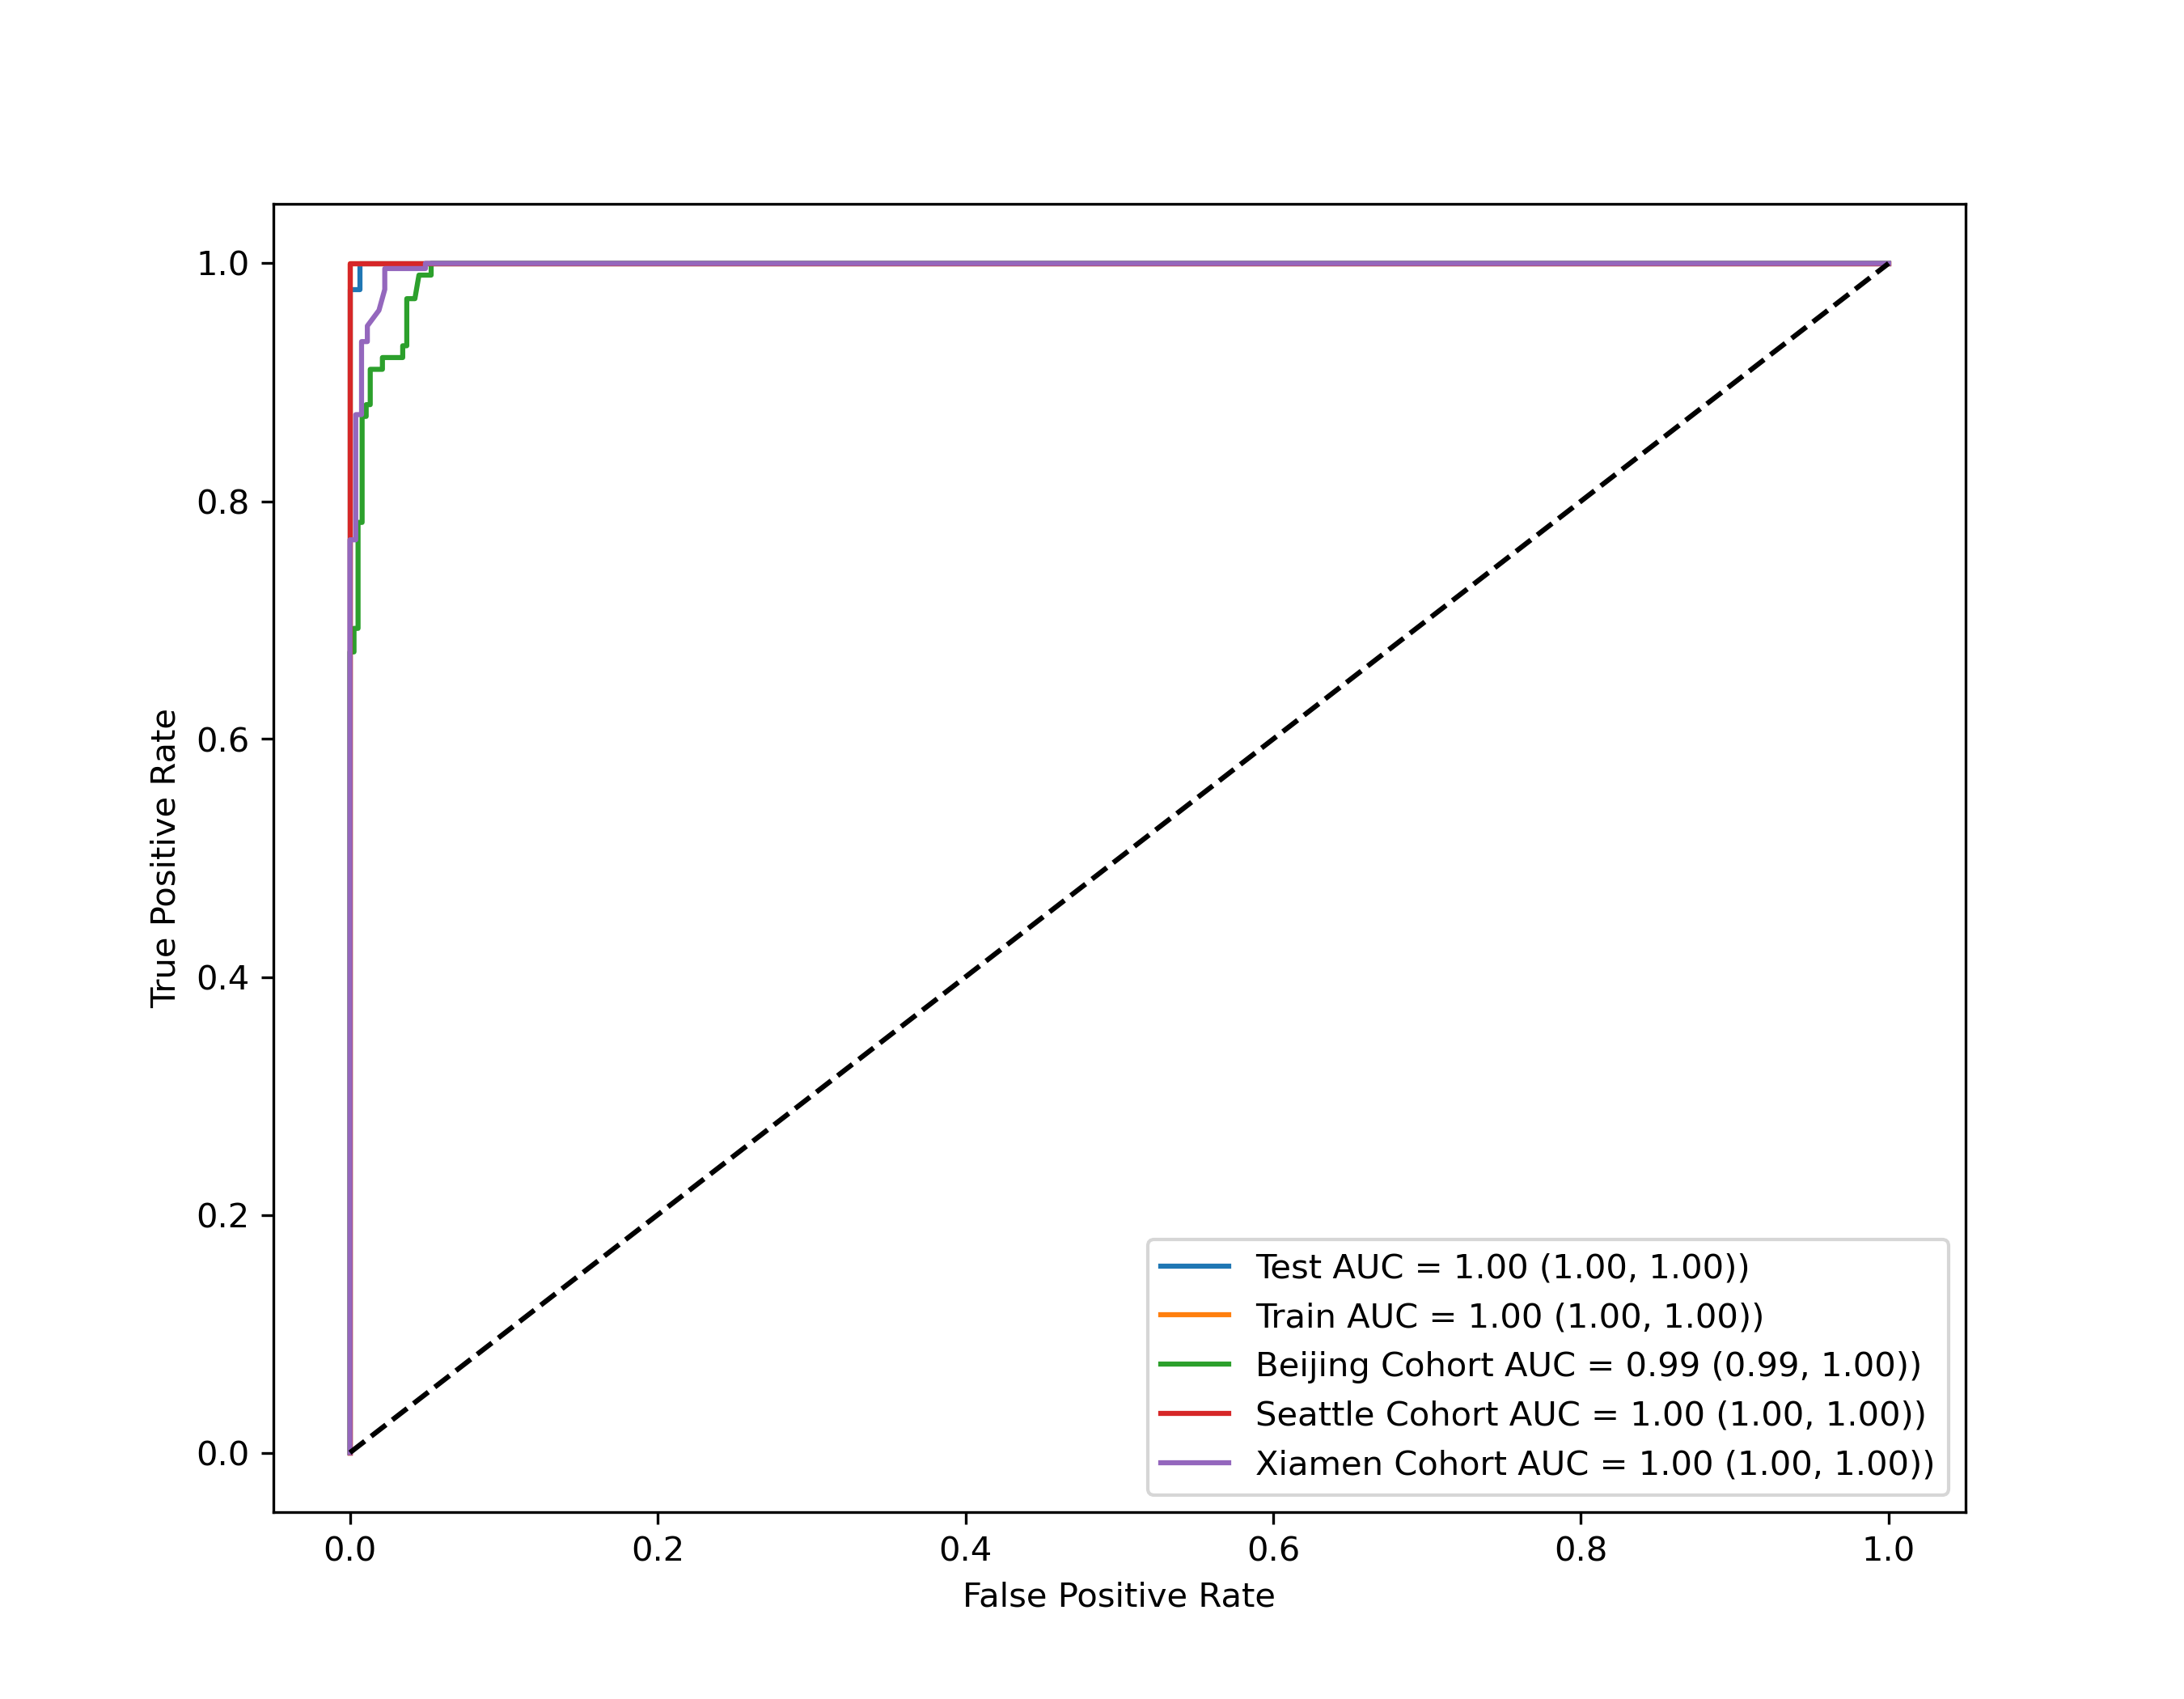 1.0
0.8
0.6
0.4
0.2
0.0
True Positive Rate
Test AUC = 1.00 (1.00, 1.00))
Train AUC = 1.00 (1.00, 1.00))
Beijing Cohort AUC = 0.99 (0.99, 1.00))
Seattle Cohort AUC = 1.00 (1.00, 1.00))
Xiamen Cohort AUC = 1.00 (1.00, 1.00))
0.0 0.2 0.4 0.6 0.8 1.0
False Positive Rate